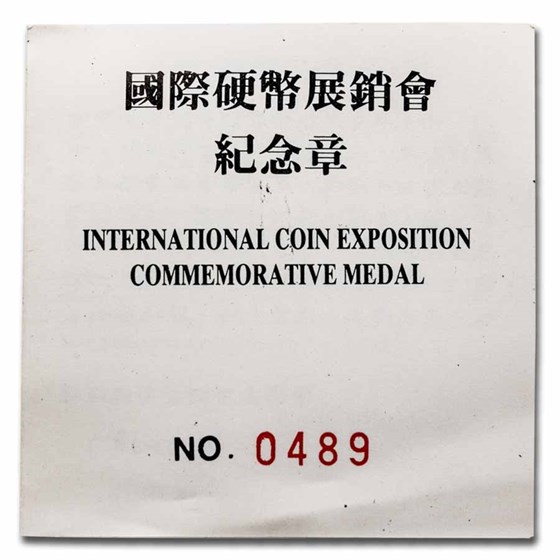 國際硬幣展銷會
紀念章
INTERNATIONAL COIN EXPOSITION
COMMEMORATIVE MEDAL
NO. 0489